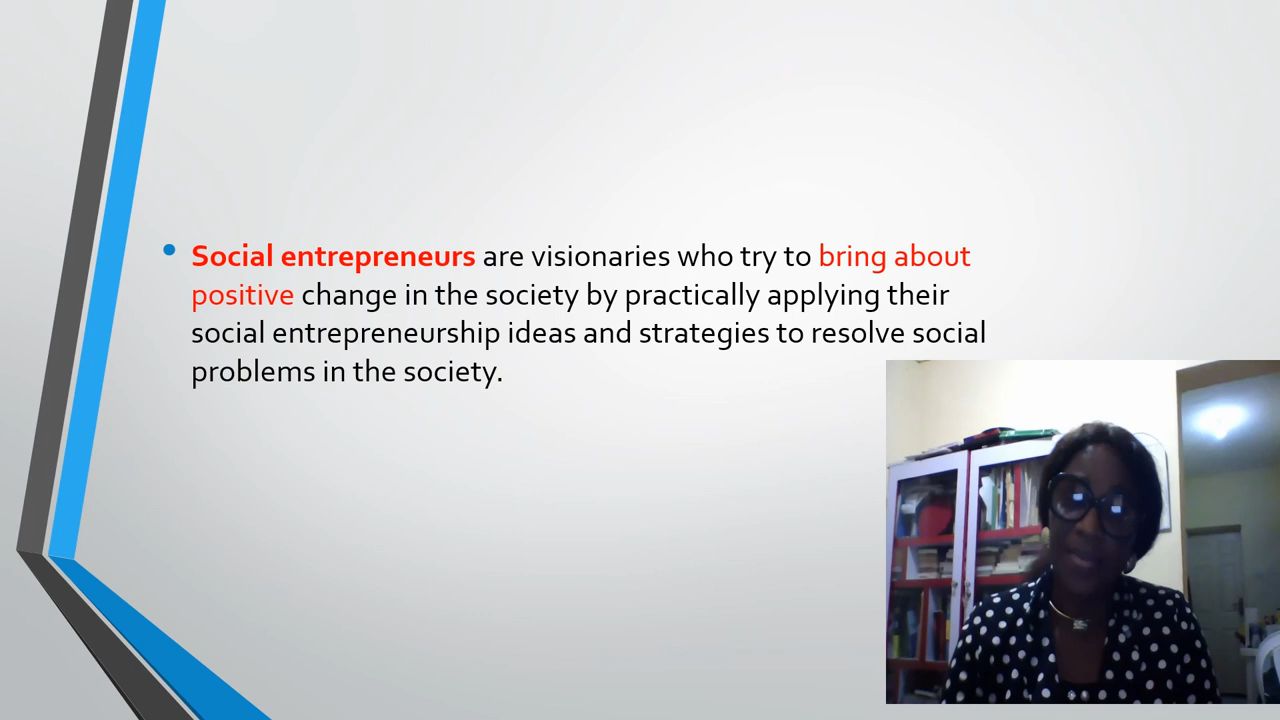 Social entrepreneurs are visionaries who try to bring about
positive change in the society by practically applying their
social entrepreneurship ideas and strategies to resolve social
problems in the society.